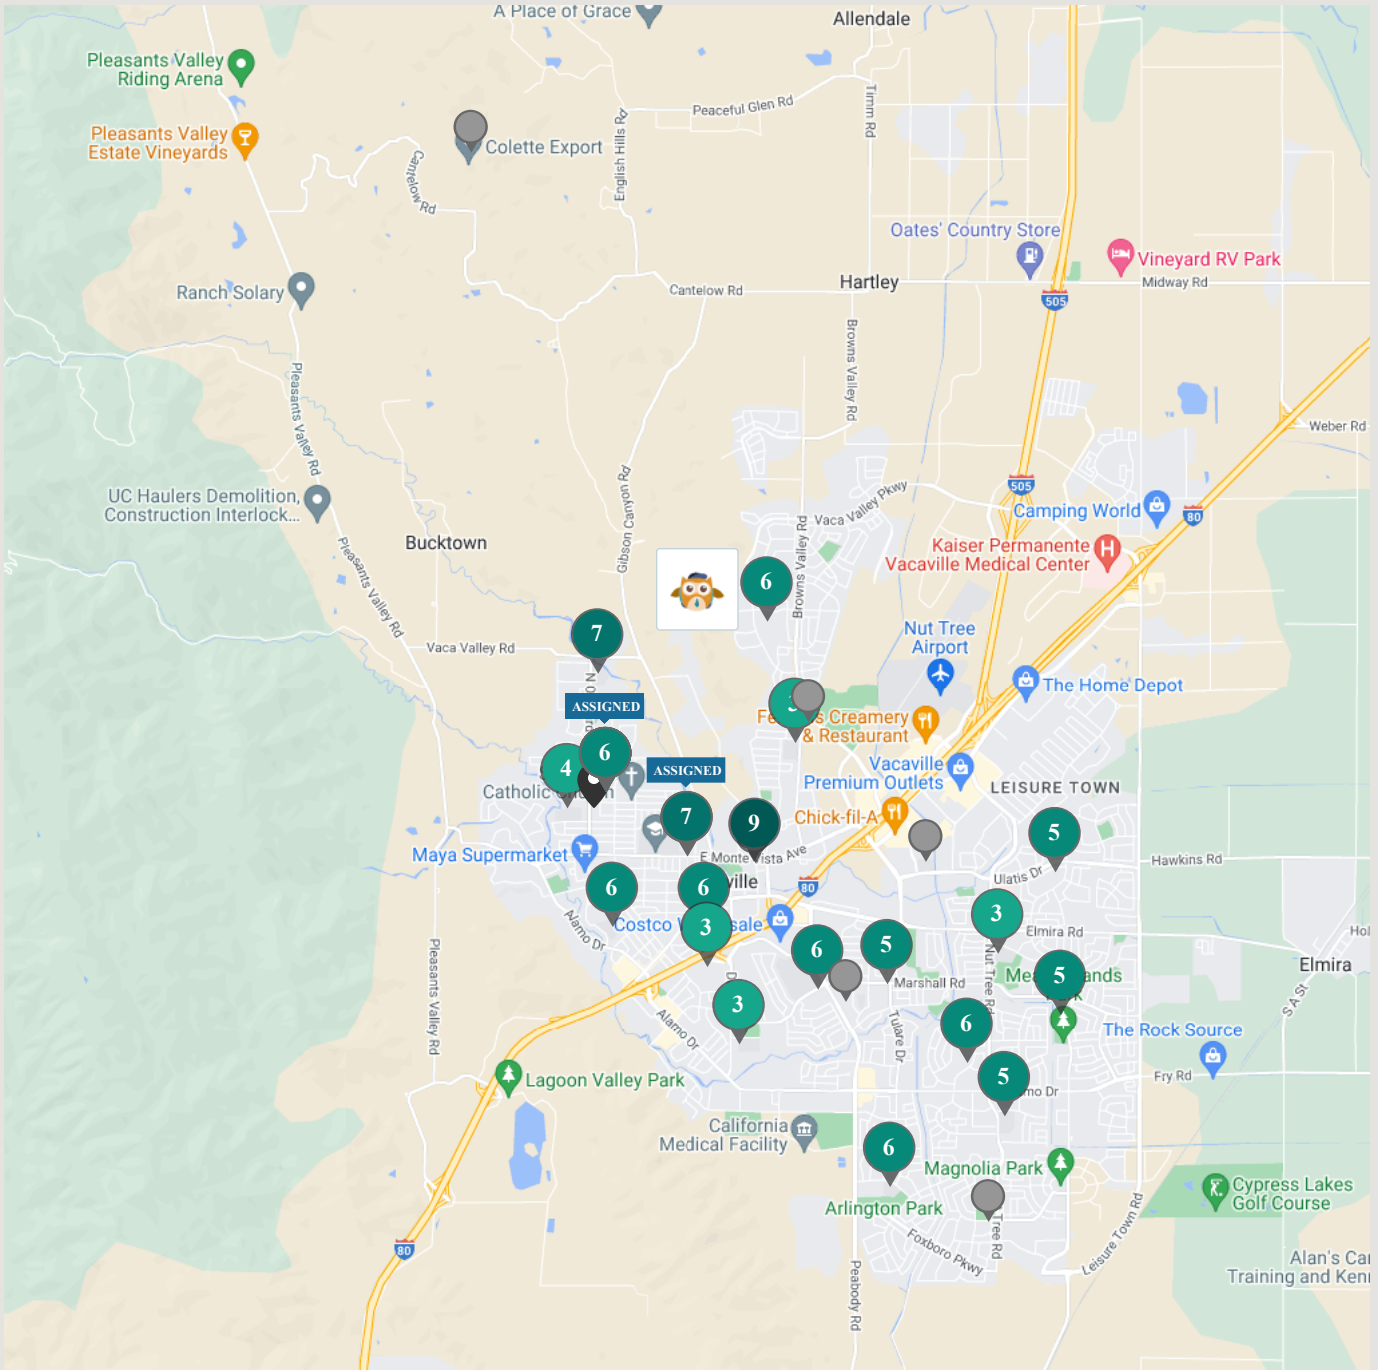 A Place of Grace
Allendale
Pleasants Valley
Riding Arena
Timm Rd
Peaceful Glen Rd
English Hills Rd
Pleasants Valley
Estate Vineyards
Colette Export
Cantelow Rd
Oates' Country Store
Vineyard RV Park
Hartley
Midway Rd
Ranch Solary
Cantelow Rd
505
Browns Valley Rd
Pleasants Valley Rd
Weber Rd
505
UC Haulers Demolition,
Construction Interlock...
Gibson Canyon Rd
Vaca Valley Pkwy
Camping World
80
Bucktown
Kaiser Permanente
Vacaville Medical Center
H
Pleasants Valley Rd
Browns Valley Rd
6
7
Nut Tree
Airport
Vaca Valley Rd
The Home Depot
ASSIGNED
Creamery
& Restaurant
6
4
ASSIGNED
Vacaville
Premium Outlets
LEISURE TOWN
Catholic
Chick-fil-A
7
9
5
Maya Supermarket
E Monte Vista Ave
Hawkins Rd
Ulatis Dr
6
6
ville
80
3
Costco
sale
3
Alamo Dr
Elmira Rd
6
5
Nut Tree Rd
Elmira
5
Marshall Rd
Pleasants Valley Rd
3
S A St
Alamo Dr
Tulare Dr
6
The Rock Source
Lagoon Valley Park
5
Fry Rd
California
Medical Facility
6
Magnolia Park
Cypress Lakes
Golf Course
Arlington Park
Tree Rd
Foxboro Pkwy
Leisure Town Rd
80
Peabody Rd
Alan's
Training and